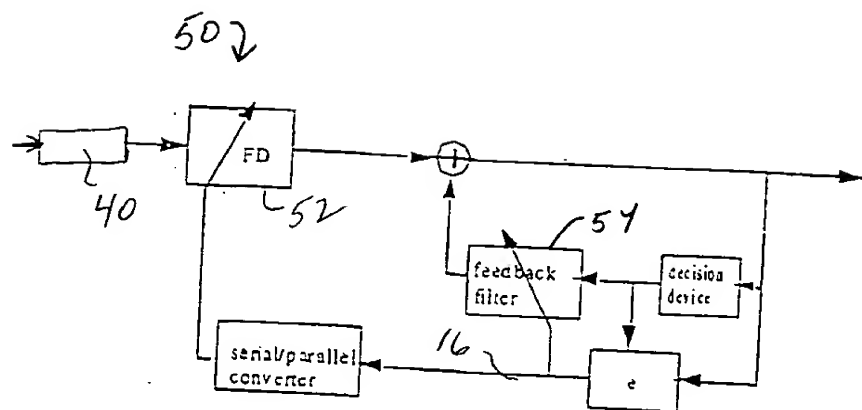 50
FD
40
52
54
feedback
filter
decision
device
16
serial/parallel
converter
e